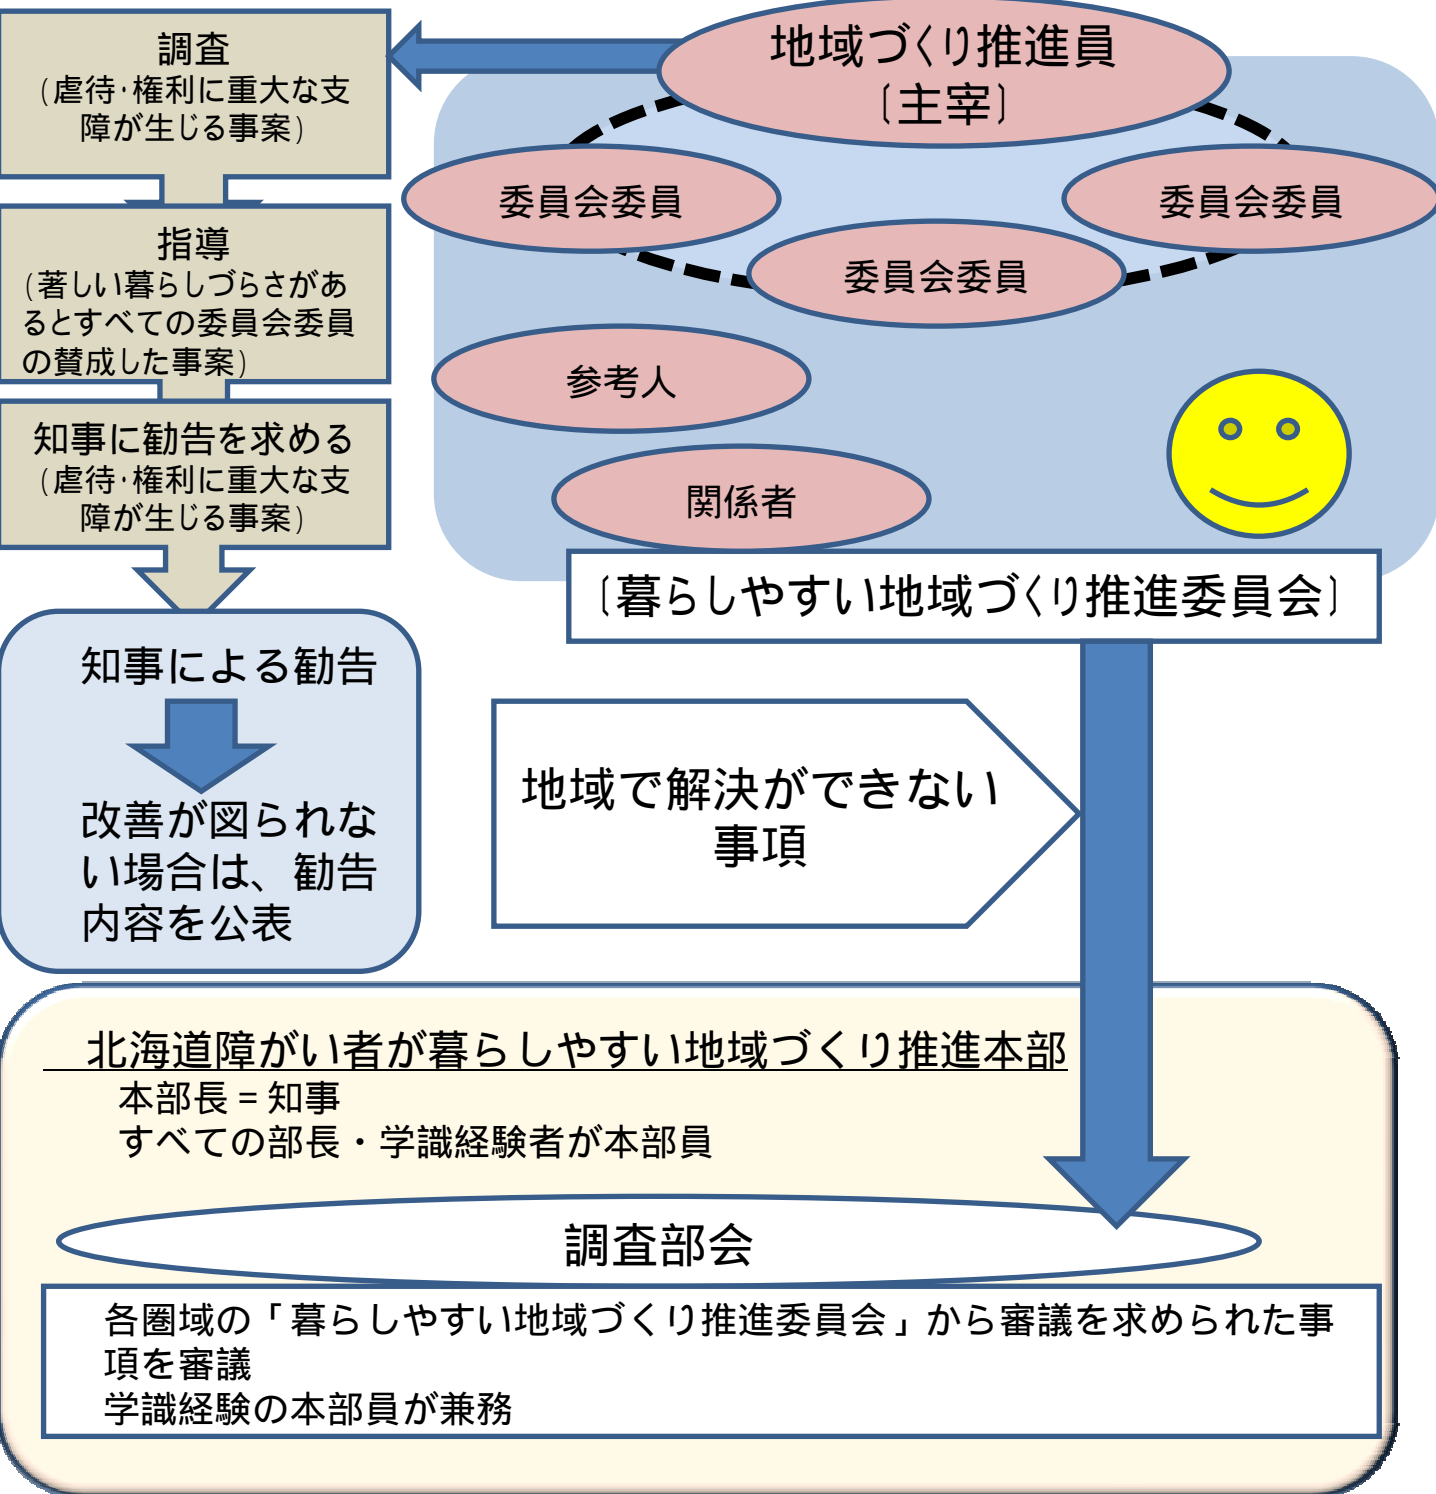 調査
(虐待・権利に重大な支
障が生じる事案)
指導
(著しい暮らしづらさがあ
るとすべての委員会委員
の賛成した事案)
知事に勧告を求める
(虐待・権利に重大な支
障が生じる事案)
知事による勧告
改善が図られな
い場合は、勧告
内容を公表
地域づくり推進員
〔主宰〕
委員会委員
委員会委員
委員会委員
参考人
関係者
〔暮らしやすい地域づくり推進委員会〕
地域で解決ができない
事項
北海道障がい者が暮らしやすい地域づくり推進本部
本部長=知事
すべての部長・学識経験者が本部員
調査部会
各圏域の「暮らしやすい地域づくり推進委員会」から審議を求められた事
項を審議
学識経験の本部員が兼務